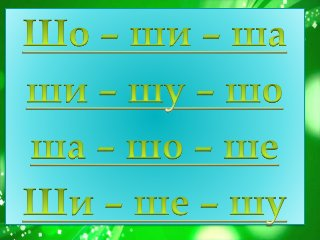 Шо – ши – ша
ши – шу – шо
ша – шо – ше
Ши – ше – шу